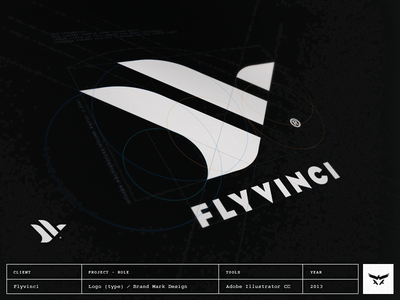 ®
FLYVINCI
CLIENT PROJECT - ROLE TOOLS YEAR
Flyvinci Logo (type) / Brand Mark Design Adobe Illustrator CC 2013